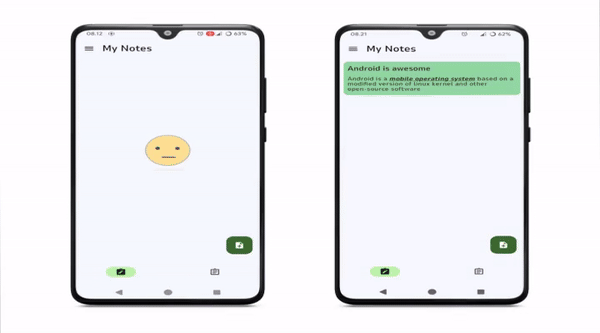 08.12
63%
My Notes
08.21
62%
My Notes
Android is awesome
Android is a mobile operating system based on a
modified version of linux kernel and other
open-source software